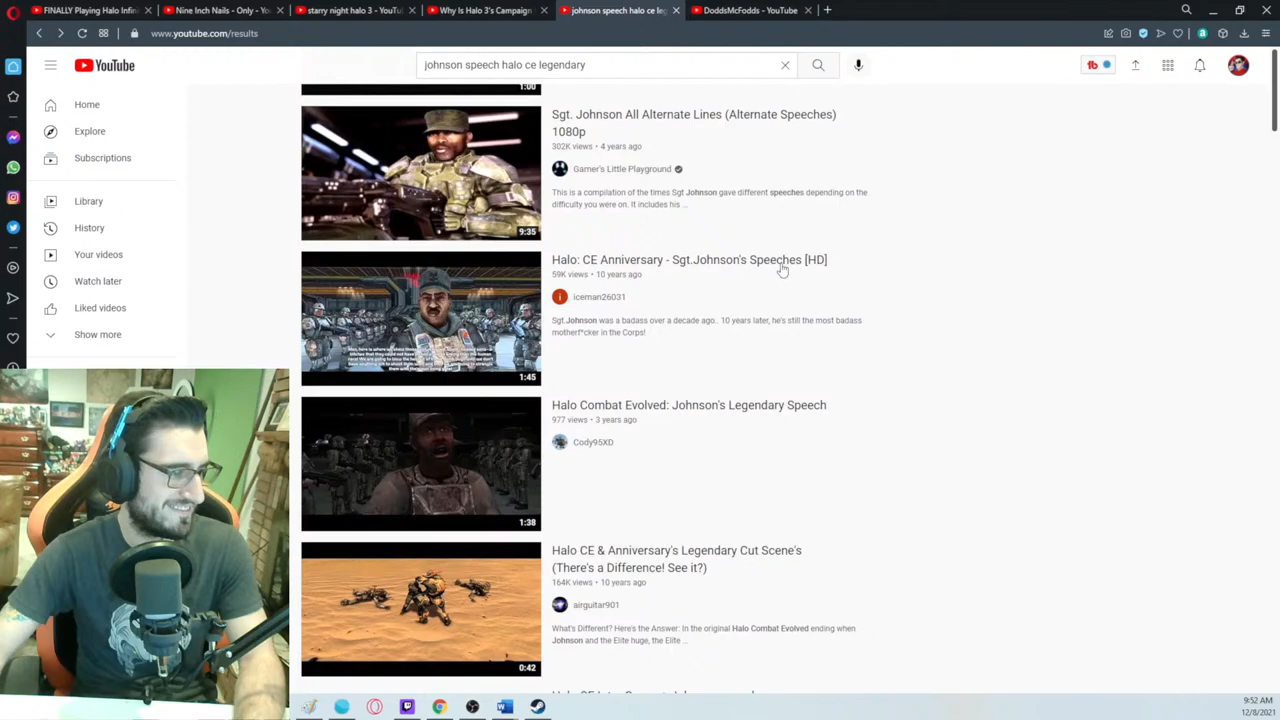 FINALLY Playing Halo Infini
Nine Inch Nails - Only - Yo
starry night halo 3 - YouTu
Why Is Halo 3's Campaign
johnson speech halo ce leg
DoddsMcFodds - YouTub
www.youtube.com/results
YouTube
johnson speech halo ce legendary
Home
Explore
Subscriptions
Library
History
Your videos
Watch later
Liked videos
Show more
1:00
Sgt. Johnson All Alternate Lines (Alternate Speeches)
1080p
302K views • 4 years ago
Gamer's Little Playground
This is a compilation of the times Sgt Johnson gave different speeches depending on the
difficulty you were on. It includes his ...
9:35
Halo: CE Anniversary - Sgt.Johnson's Speeches [HD]
59K views • 10 years ago
iceman26031
Sgt.Johnson was a badass over a decade ago.. 10 years later, he's still the most badass
motherf*cker in the Corps!
1:45
Halo Combat Evolved: Johnson's Legendary Speech
977 views • 3 years ago
Cody95XD
1:38
Halo CE & Anniversary's Legendary Cut Scene's
(There's a Difference! See it?)
164K views • 10 years ago
airguitar901
What's Different? Here's the Answer: In the original Halo Combat Evolved ending when
Johnson and the Elite huge, the Elite ...
0:42
9:52 AM
12/8/2021